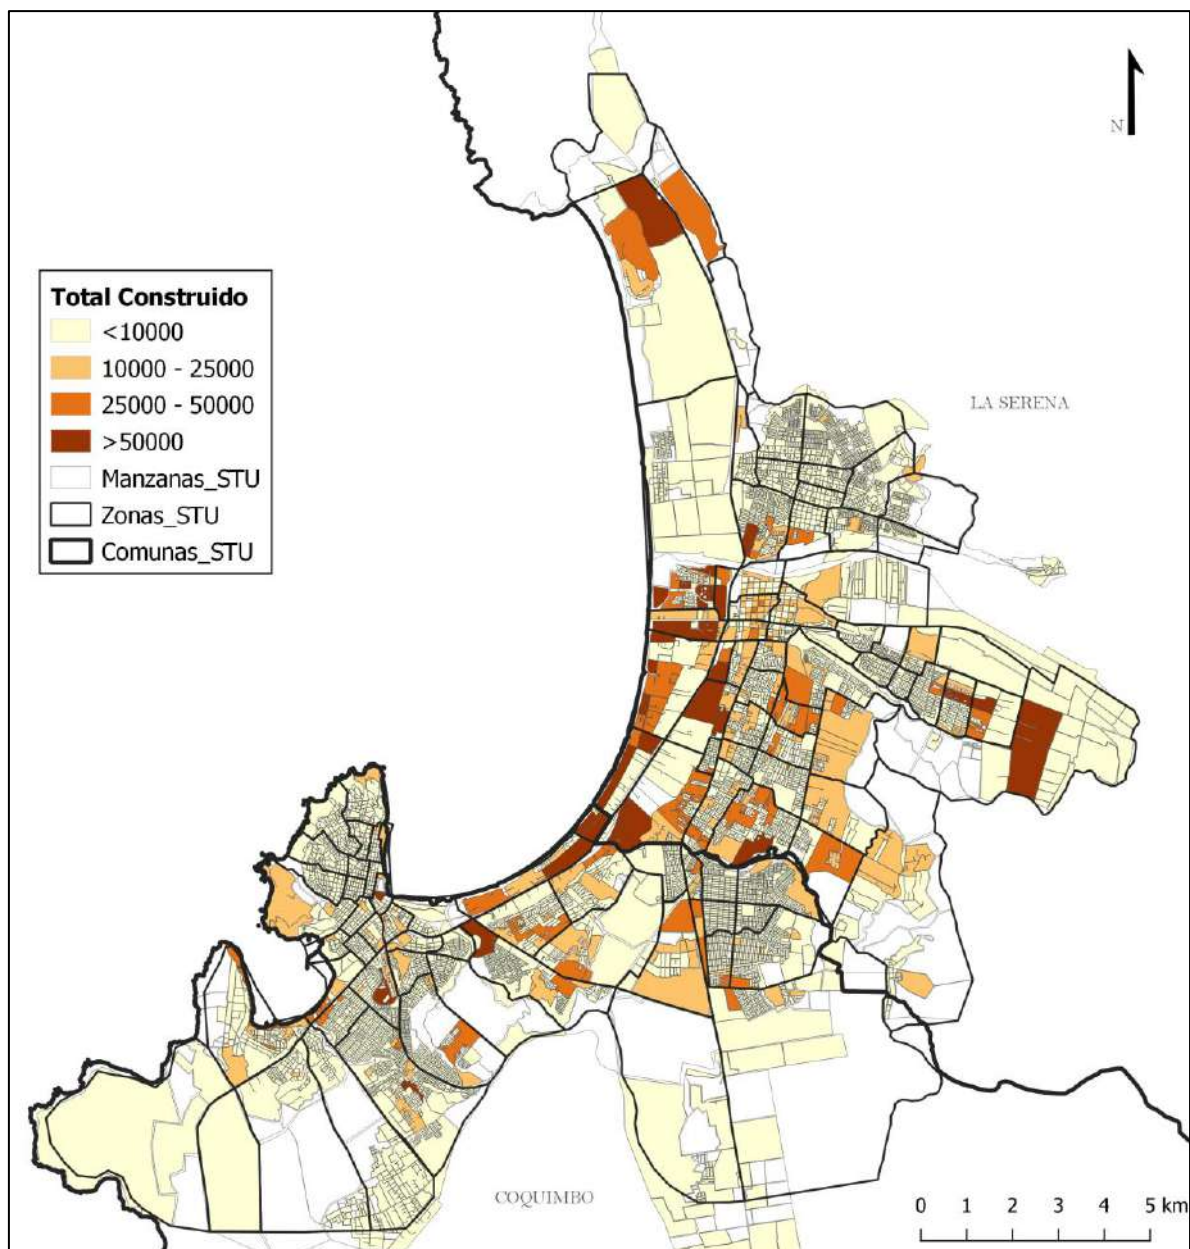 N
LA SERENA
Total Construido
<10000
10000 - 25000
25000 - 50000
>50000
Manzanas_STU
Zonas_STU
Comunas_STU
COQUIMBO
0 1 2 3 4 5 km